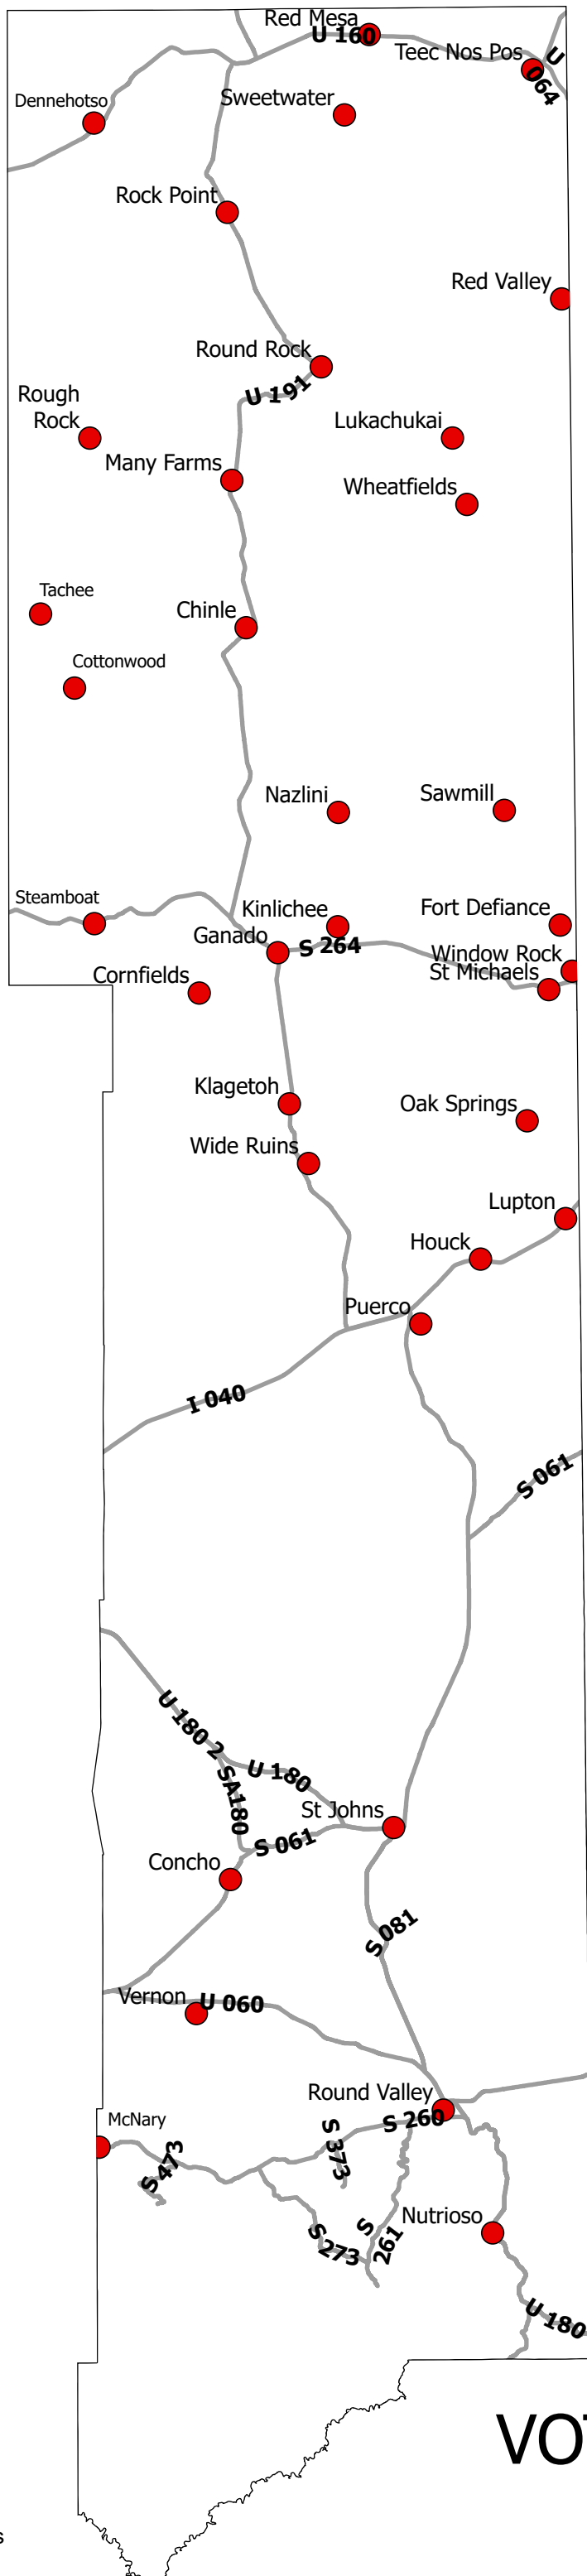 Red Mesa
U 160
Teec Nos Pos
U
064
Dennehotso
Sweetwater
Rock Point
Red Valley
Round Rock
U 191
Rough
Rock
Lukachukai
Many Farms
Wheatfields
Tachee
Chinle
Cottonwood
Nazlini
Sawmill
Steamboat
Kinlichee
Fort Defiance
Ganado
S 264
Window Rock
St Michaels
Cornfields
Klagetoh
Oak Springs
Wide Ruins
Lupton
Houck
Puerco
I 040
S 061
U 180 2
U 180
SA180
St Johns
S 061
Concho
S 081
Vernon
U 060
Round Valley
McNary
S 260
S 373
S 473
Nutrioso
S
261
S 273
U 180
VO
s